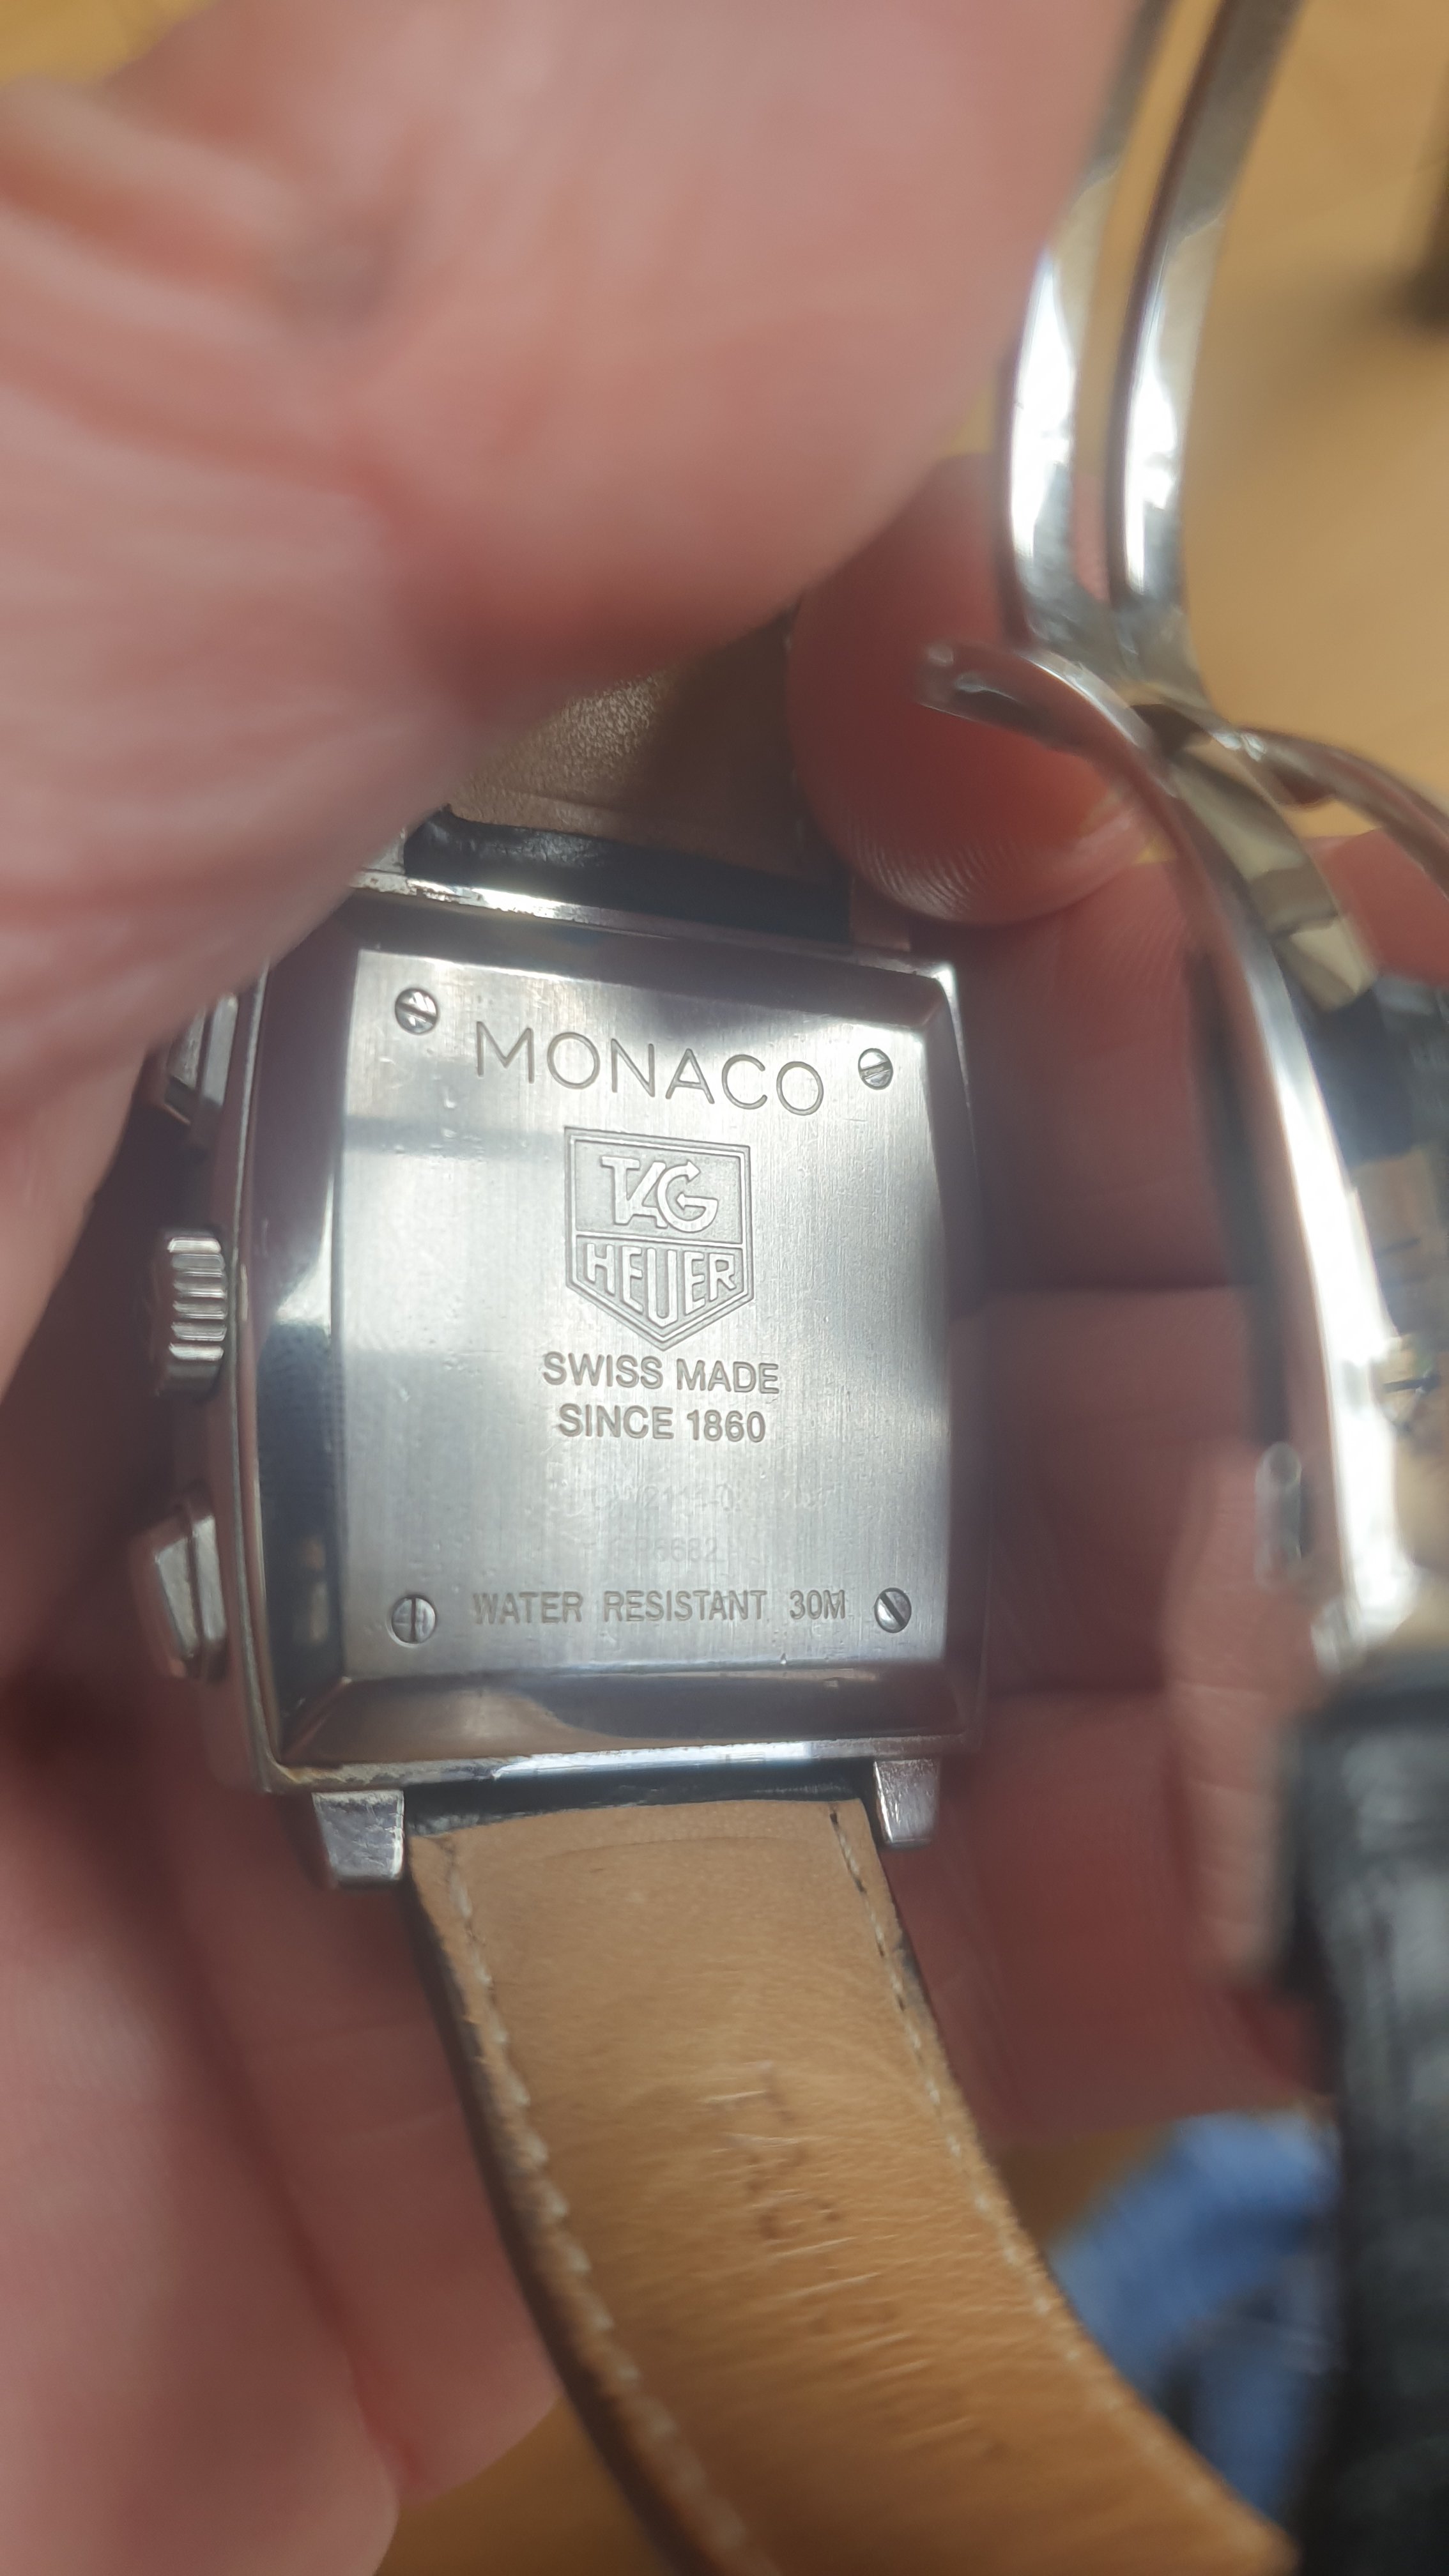 MONACO
TAG
HEUER
SWISS MADE
SINCE 1860
WATER RESISTANT 30M